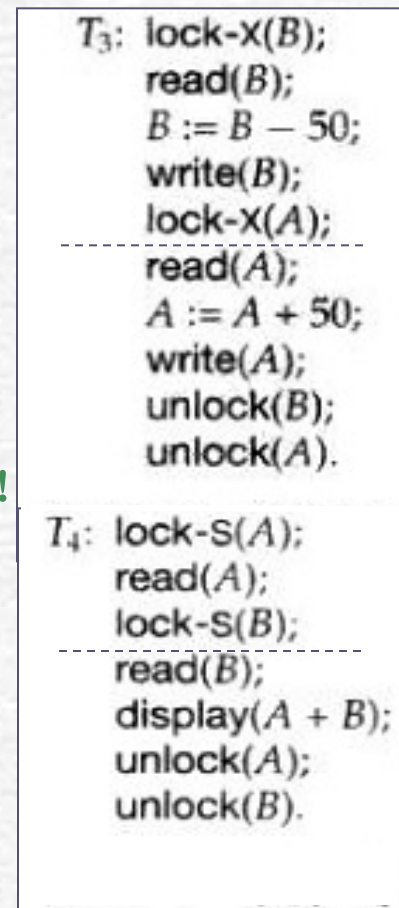 T₃: lock-X(B);
read(B);
B := B − 50;
write(B);
lock-X(A);
read(A);
A := A + 50;
write(A);
unlock(B);
unlock(A).
!
T₄: lock-S(A);
read(A);
lock-S(B);
read(B);
display(A + B);
unlock(A);
unlock(B).